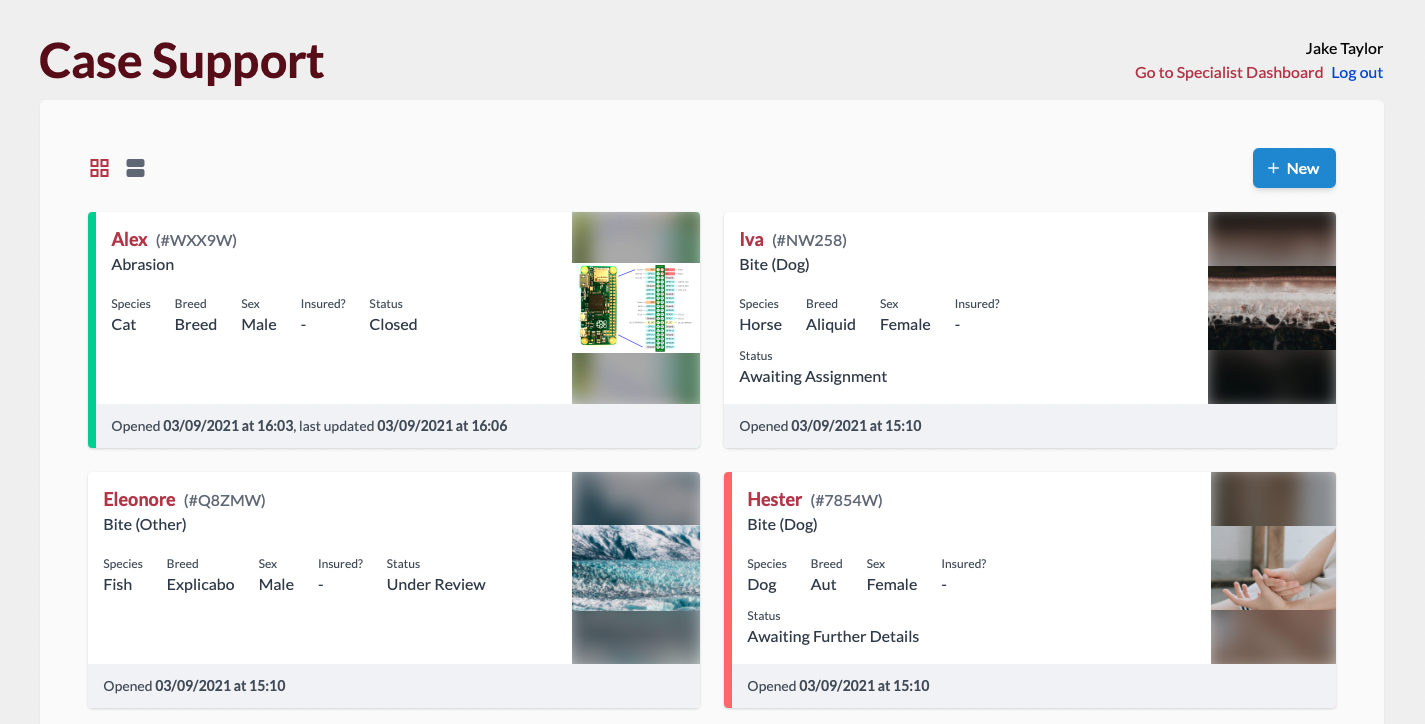 Case Support
Jake Taylor
Go to Specialist Dashboard Log out
+ New
Alex (#WXX9W)
Abrasion
Species Breed Sex Insured? Status
Cat Breed Male - Closed
Opened 03/09/2021 at 16:03, last updated 03/09/2021 at 16:06
Iva (#NW258)
Bite (Dog)
Species Breed Sex Insured?
Horse Aliquid Female -
Status
Awaiting Assignment
Opened 03/09/2021 at 15:10
Eleonore (#Q8ZMW)
Bite (Other)
Species Breed Sex Insured? Status
Fish Explicabo Male - Under Review
Opened 03/09/2021 at 15:10
Hester (#7854W)
Bite (Dog)
Species Breed Sex Insured?
Dog Aut Female -
Status
Awaiting Further Details
Opened 03/09/2021 at 15:10